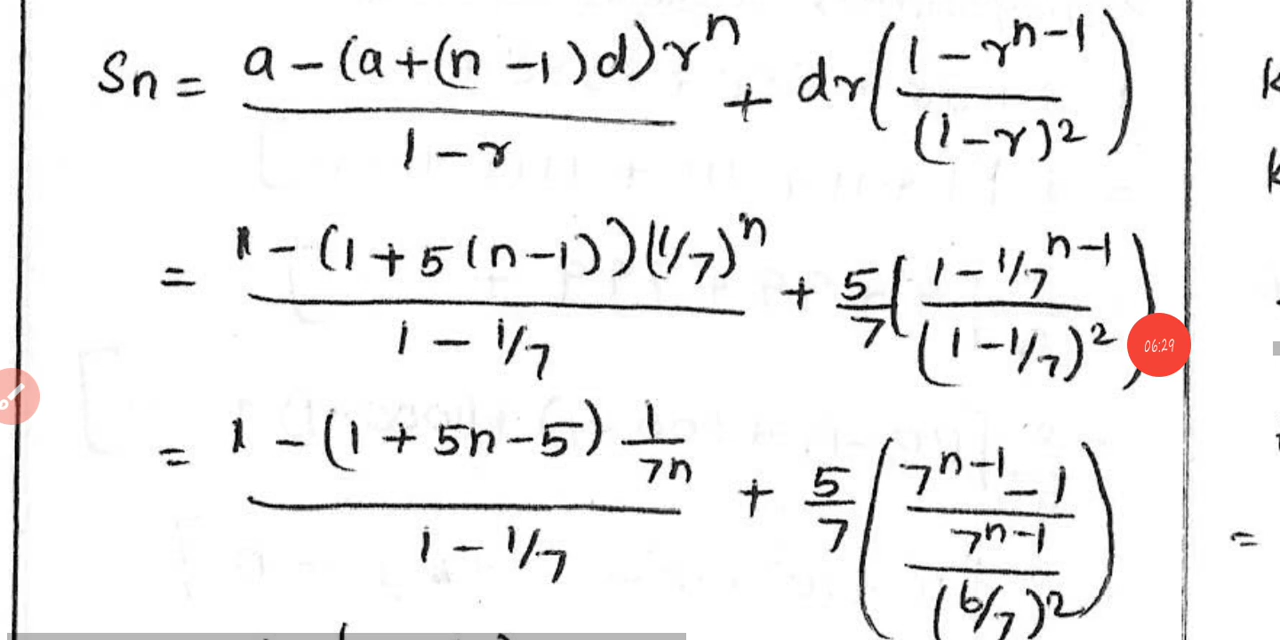 Sn = (a - (a + (n - 1) d) r^n) / (1 - r) + dr ((1 - r^(n-1)) / (1 - r)^2)
= (1 - (1 + 5 (n - 1)) (1/7)^n) / (1 - 1/7) + 5/7 ((1 - 1/7^(n-1)) / (1 - 1/7)^2)
06:29
= (1 - (1 + 5n - 5) 1/7n) / (1 - 1/7) + 5/7 (((7^(n-1) - 1) / 7^(n-1)) / (6/7)^2)
=